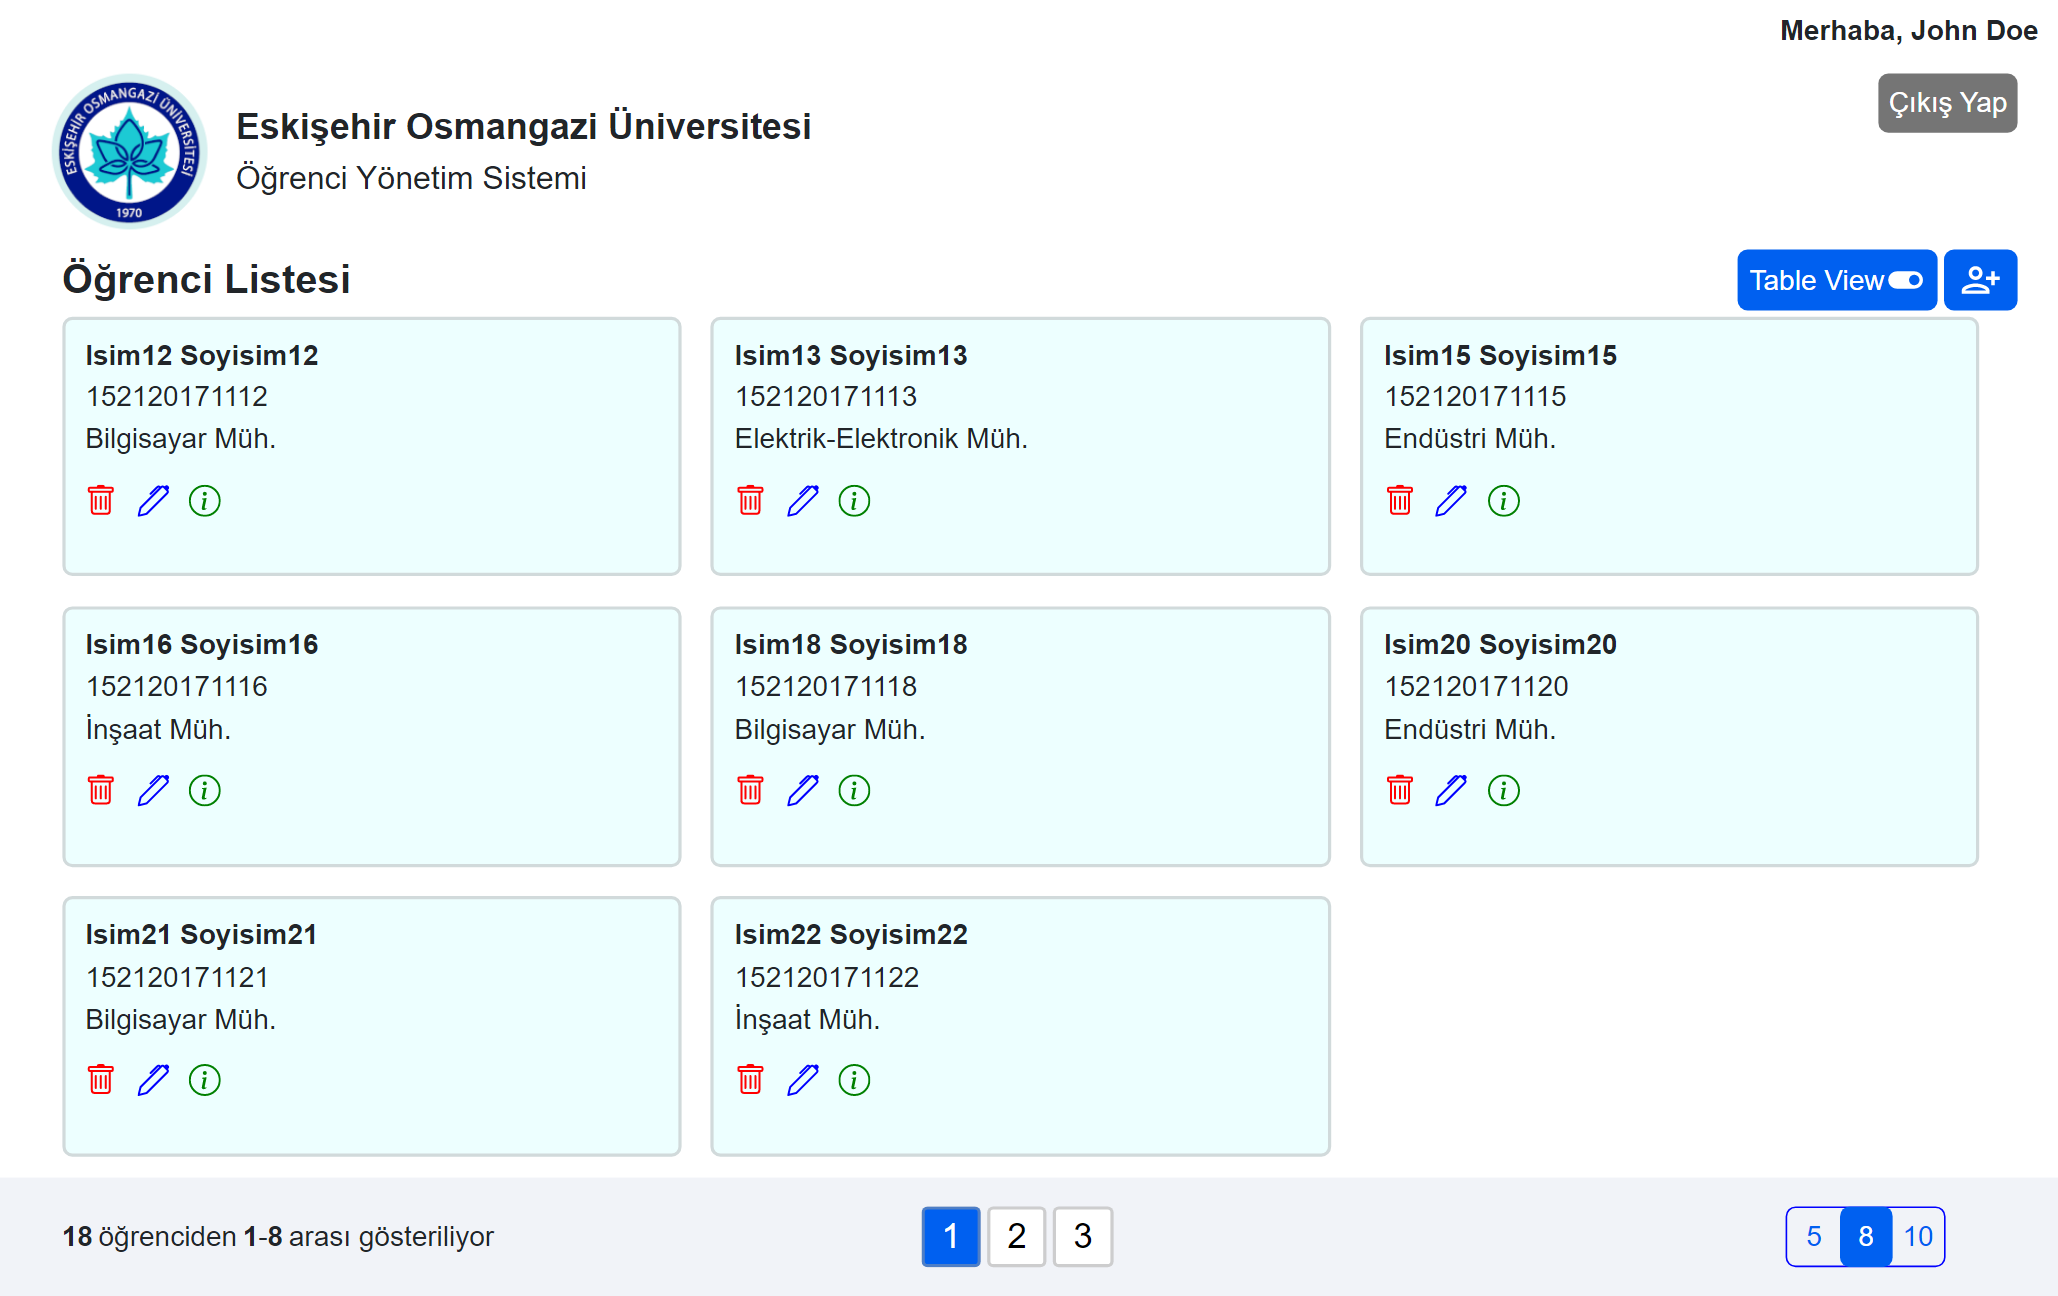 Merhaba, John Doe
Çıkış Yap
ESKİŞEHİR OSMANGAZİ ÜNİVERSİTESİ
1970
Eskişehir Osmangazi Üniversitesi
Öğrenci Yönetim Sistemi
Öğrenci Listesi
Table View
Isim12 Soyisim12
152120171112
Bilgisayar Müh.
Isim13 Soyisim13
152120171113
Elektrik-Elektronik Müh.
Isim15 Soyisim15
152120171115
Endüstri Müh.
Isim16 Soyisim16
152120171116
İnşaat Müh.
Isim18 Soyisim18
152120171118
Bilgisayar Müh.
Isim20 Soyisim20
152120171120
Endüstri Müh.
Isim21 Soyisim21
152120171121
Bilgisayar Müh.
Isim22 Soyisim22
152120171122
İnşaat Müh.
18 öğrenciden 1-8 arası gösteriliyor
1 2 3
5 8 10